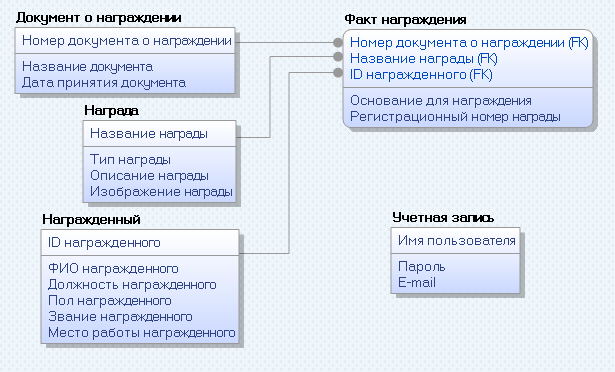 Документ о награждении
Номер документа о награждении
Название документа
Дата принятия документа
Факт награждения
Номер документа о награждении (FK)
Название награды (FK)
ID награжденного (FK)
Основание для награждения
Регистрационный номер награды
Награда
Название награды
Тип награды
Описание награды
Изображение награды
Награжденный
ID награжденного
ФИО награжденного
Должность награжденного
Пол награжденного
Звание награжденного
Место работы награжденного
Учетная запись
Имя пользователя
Пароль
E-mail